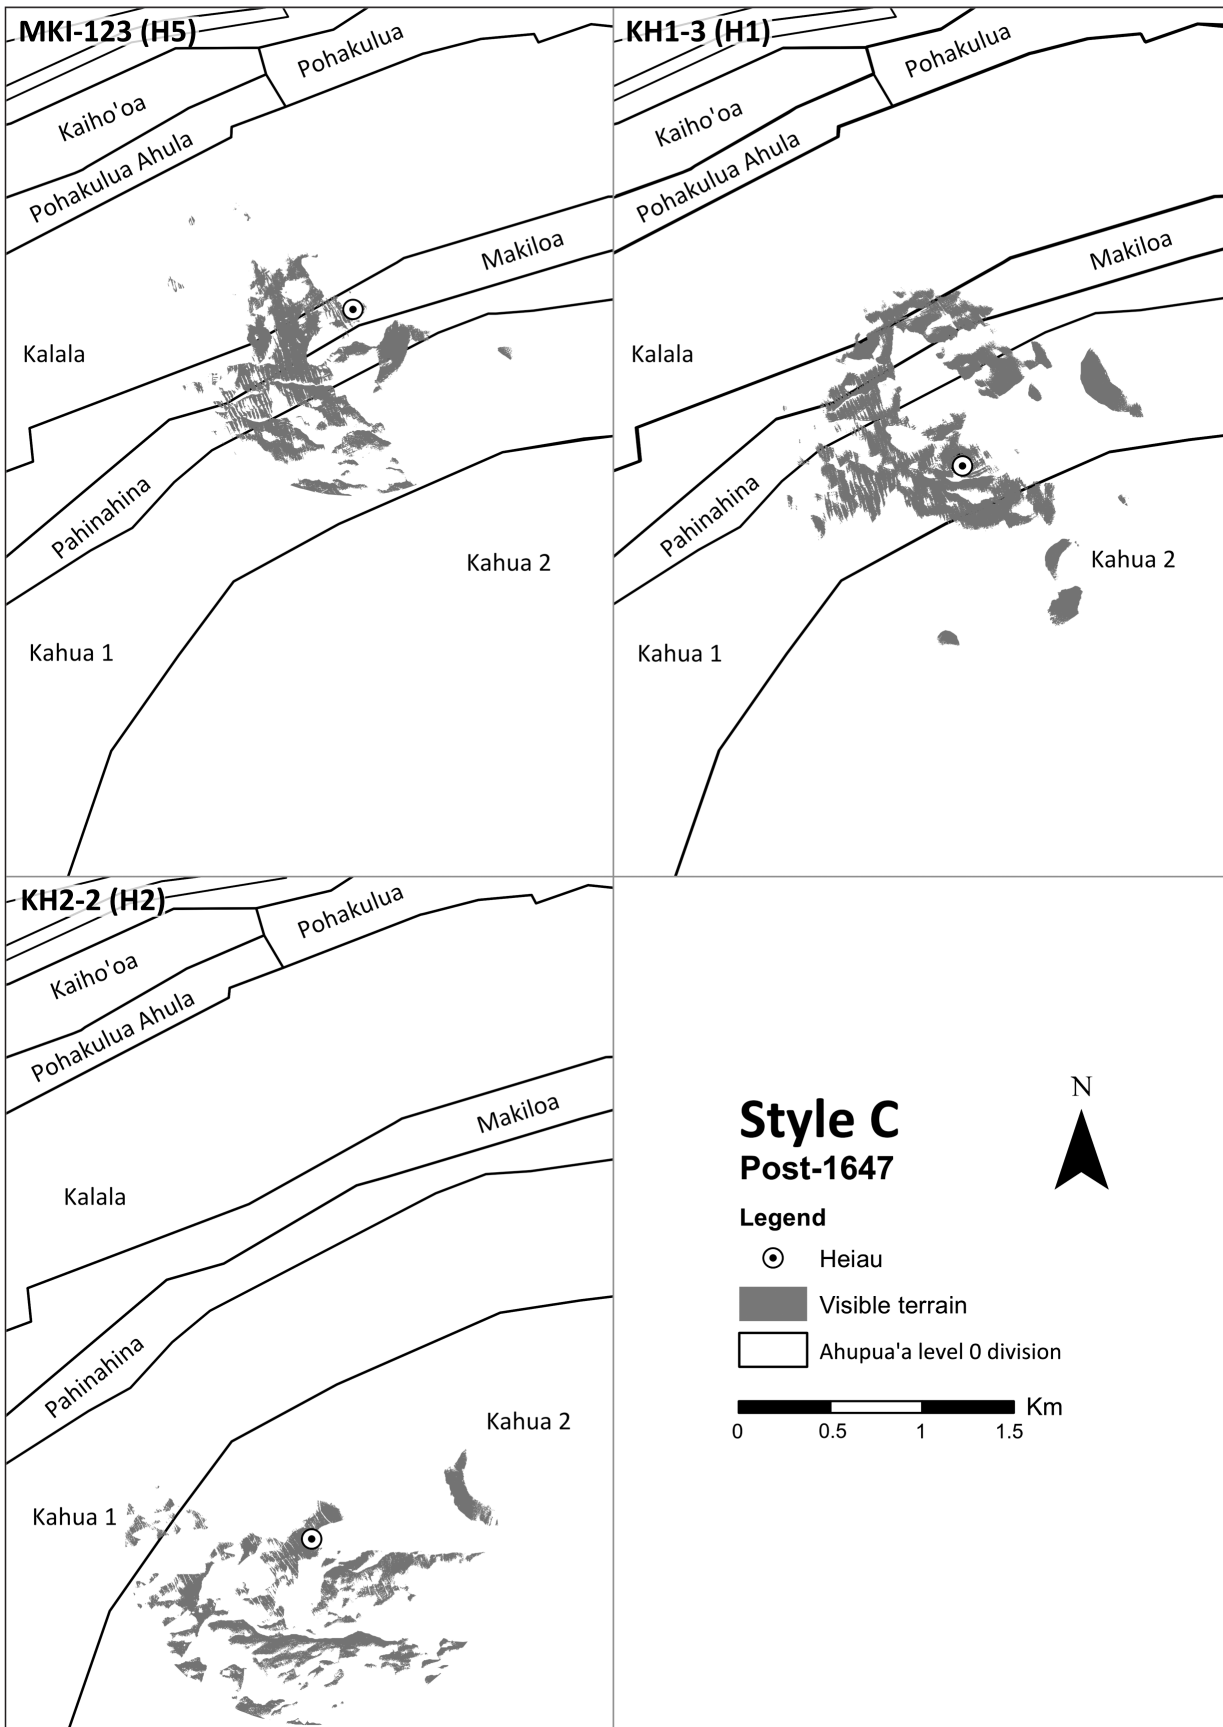 MKI-123 (H5)
Pohakulua
Kaiho'oa
Pohakulua Ahula
Makiloa
Kalala
Pahinahina
Kahua 2
Kahua 1
KH1-3 (H1)
Pohakulua
Kaiho'oa
Pohakulua Ahula
Makiloa
Kalala
Pahinahina
Kahua 2
Kahua 1
KH2-2 (H2)
Pohakulua
Kaiho'oa
Pohakulua Ahula
Makiloa
Kalala
Pahinahina
Kahua 2
Kahua 1
N
Style C
Post-1647
Legend
Heiau
Visible terrain
Ahupua'a level 0 division
Km
0 0.5 1 1.5